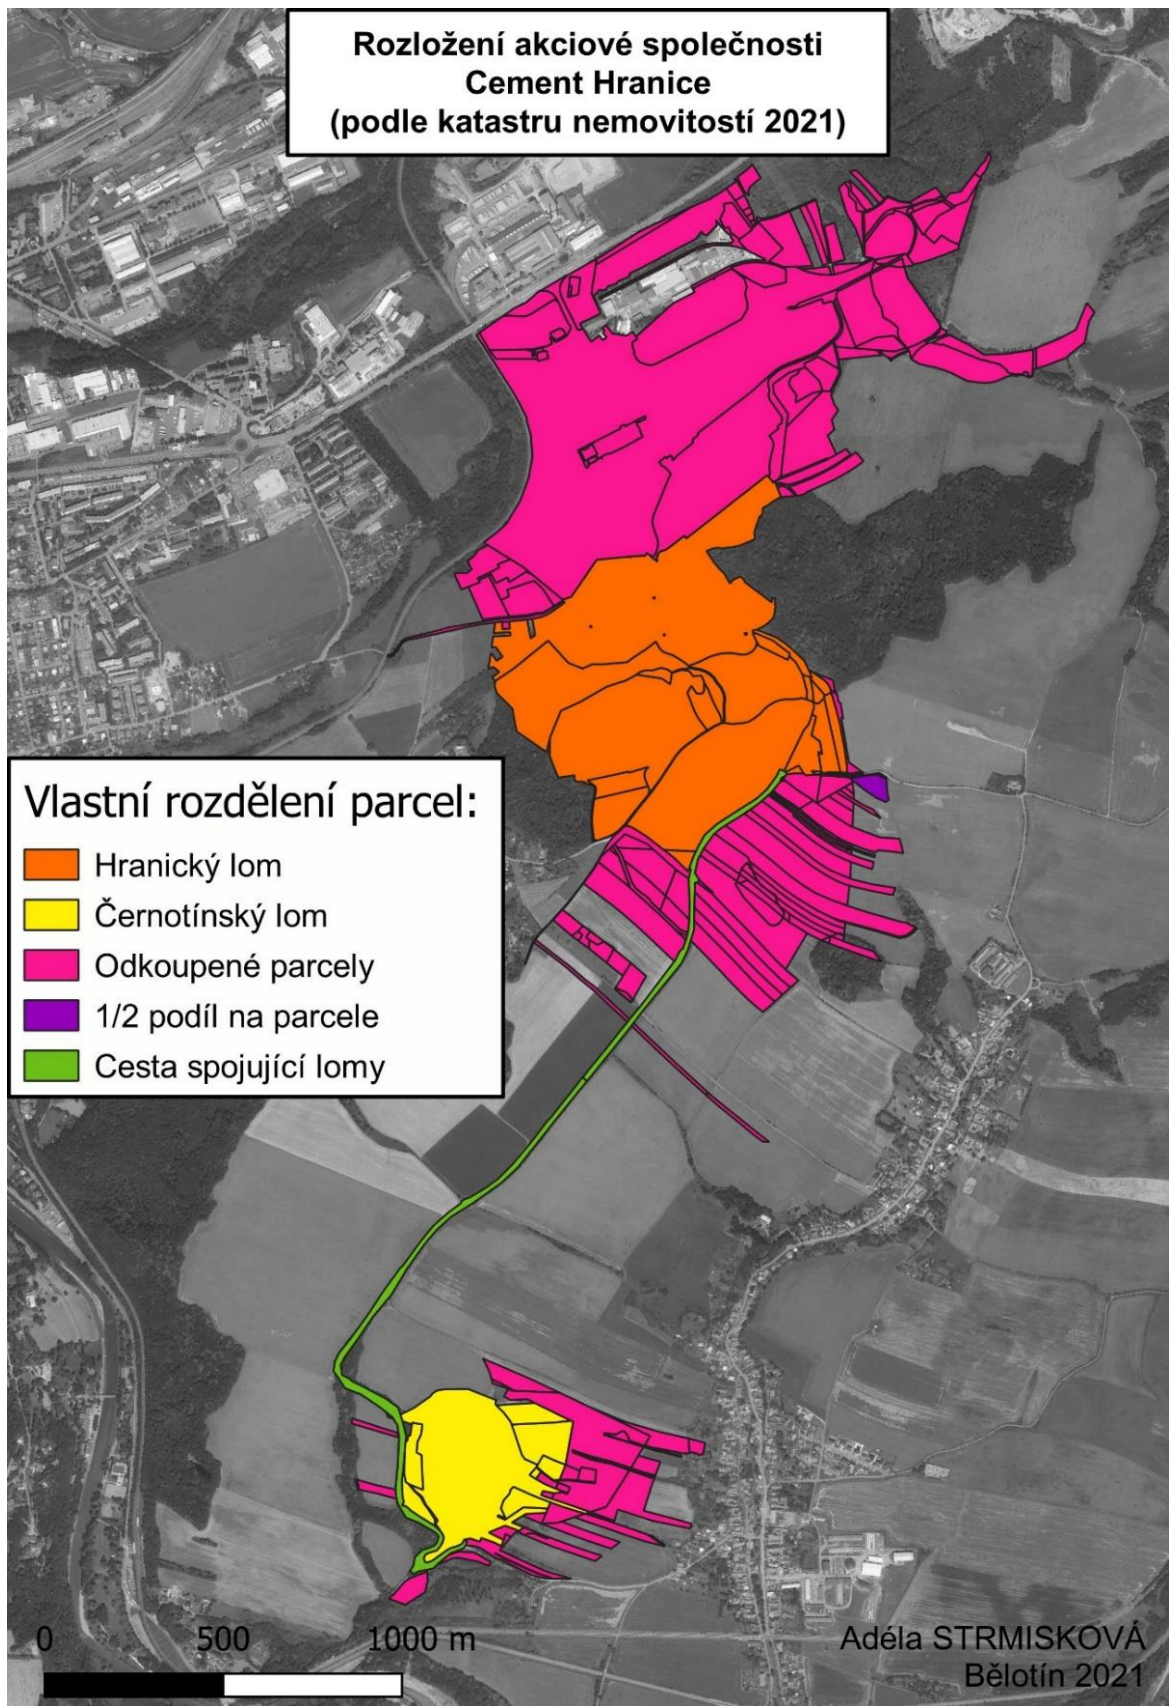 Rozložení akciové společnosti
Cement Hranice
(podle katastru nemovitostí 2021)
Vlastní rozdělení parcel:
Hranický lom
Černotínský lom
Odkoupené parcely
1/2 podíl na parcele
Cesta spojující lomy
0 500 1000 m
Adéla STRMISKOVÁ
Bělotín 2021